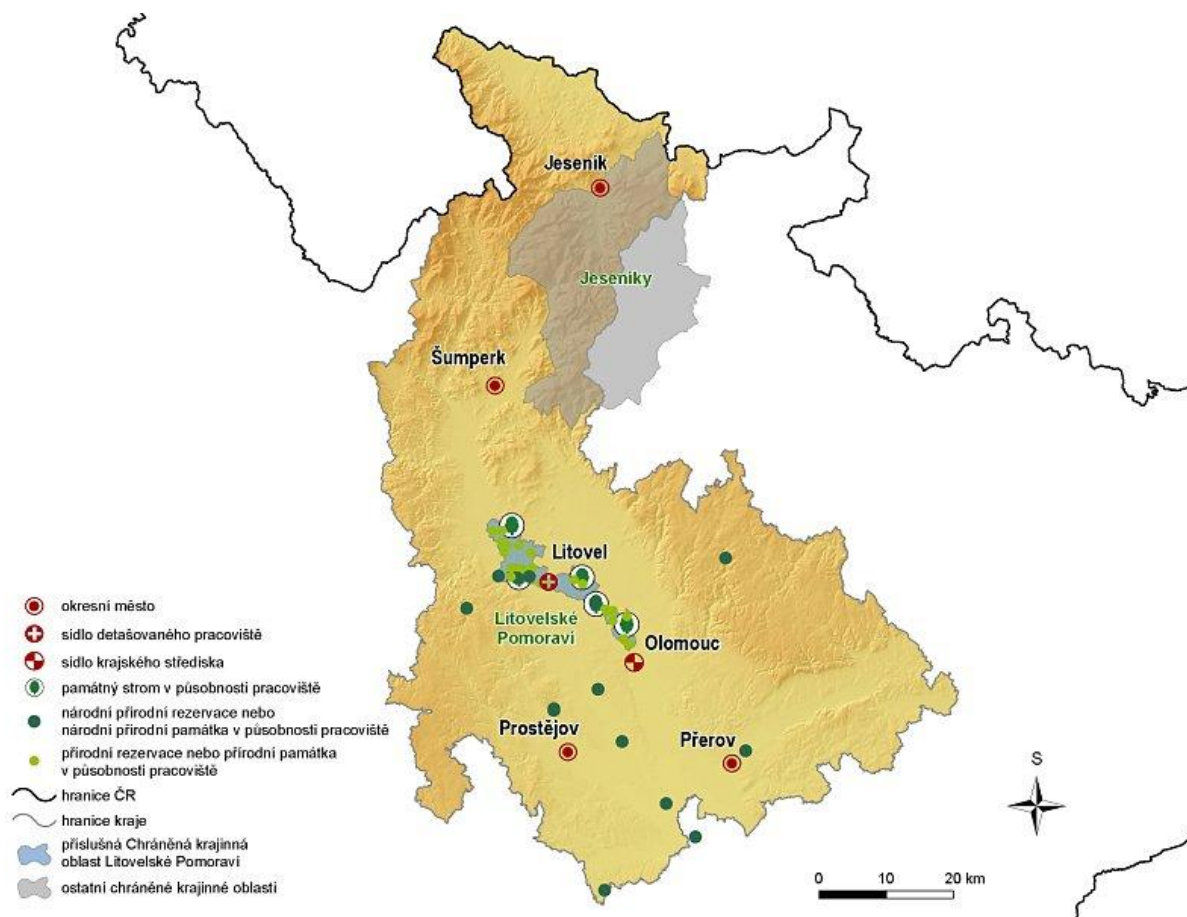 Jeseník
Jeseníky
Šumperk
Litovel
Litovelské
Pomoraví
Olomouc
Prostějov
Přerov
okresní město
sídlo detašovaného pracoviště
sídlo krajského střediska
památný strom v působnosti pracoviště
národní přírodní rezervace nebo
národní přírodní památka v působnosti pracoviště
přírodní rezervace nebo přírodní památka
v působnosti pracoviště
hranice ČR
hranice kraje
příslušná Chráněná krajinná
oblast Litovelské Pomoraví
ostatní chráněné krajinné oblasti
S
0 10 20 km